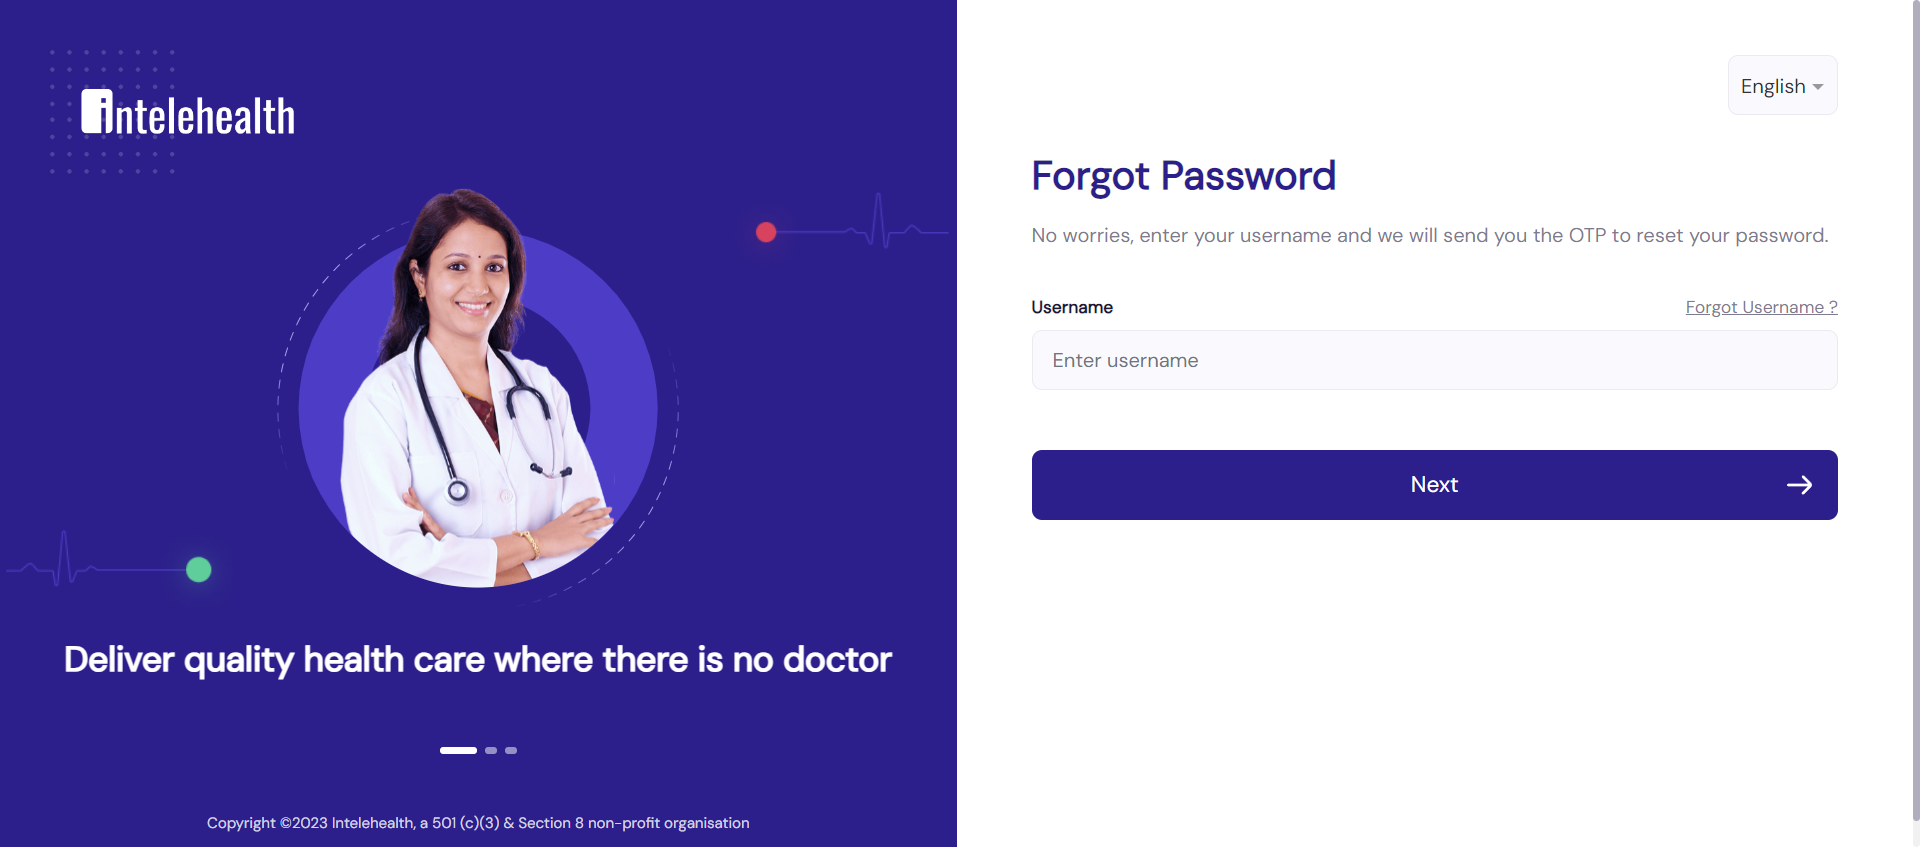 intelehealth
Deliver quality health care where there is no doctor
Copyright ©2023 Intelehealth, a 501 (c)(3) & Section 8 non-profit organisation
English
Forgot Password
No worries, enter your username and we will send you the OTP to reset your password.
Username
Forgot Username ?
Enter username
Next